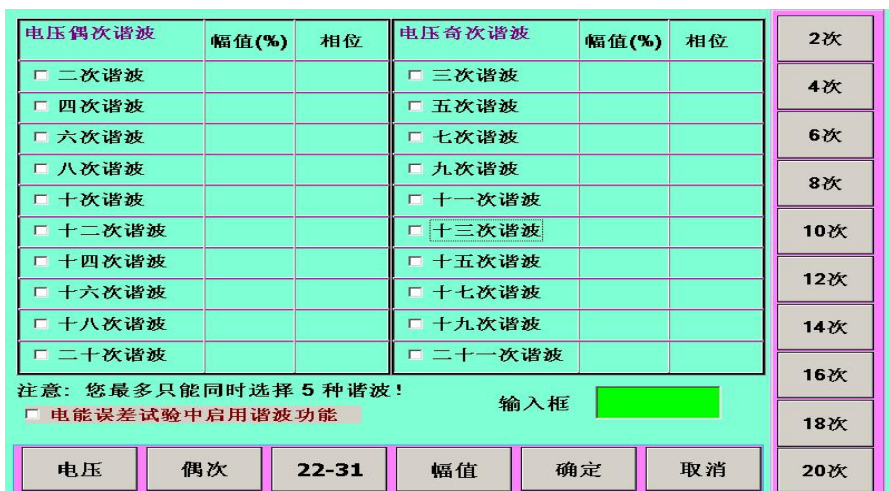 电压偶次谐波 幅值(%) 相位 电压奇次谐波 幅值(%) 相位
二次谐波 三次谐波
四次谐波 五次谐波
六次谐波 七次谐波
八次谐波 九次谐波
十次谐波 十一次谐波
十二次谐波 十三次谐波
十四次谐波 十五次谐波
十六次谐波 十七次谐波
十八次谐波 十九次谐波
二十次谐波 二十一次谐波
注意: 您最多只能同时选择 5 种谐波!
电能误差试验中启用谐波功能
输入框
电压 偶次 22-31 幅值 确定 取消
2次
4次
6次
8次
10次
12次
14次
16次
18次
20次